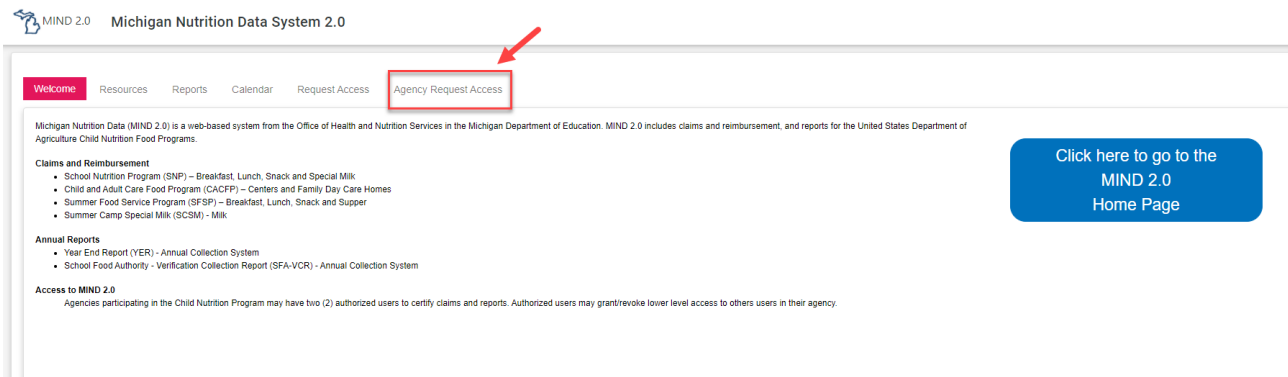 MIND 2.0 Michigan Nutrition Data System 2.0
Welcome Resources Reports Calendar Request Access Agency Request Access
Michigan Nutrition Data (MIND 2.0) is a web-based system from the Office of Health and Nutrition Services in the Michigan Department of Education. MIND 2.0 includes claims and reimbursement, and reports for the United States Department of
Agriculture Child Nutrition Food Programs.
Claims and Reimbursement
• School Nutrition Program (SNP) – Breakfast, Lunch, Snack and Special Milk
• Child and Adult Care Food Program (CACFP) – Centers and Family Day Care Homes
• Summer Food Service Program (SFSP) – Breakfast, Lunch, Snack and Supper
• Summer Camp Special Milk (SCSM) - Milk
Annual Reports
• Year End Report (YER) - Annual Collection System
• School Food Authority - Verification Collection Report (SFA-VCR) - Annual Collection System
Access to MIND 2.0
Agencies participating in the Child Nutrition Program may have two (2) authorized users to certify claims and reports. Authorized users may grant/revoke lower level access to others users in their agency.
Click here to go to the
MIND 2.0
Home Page